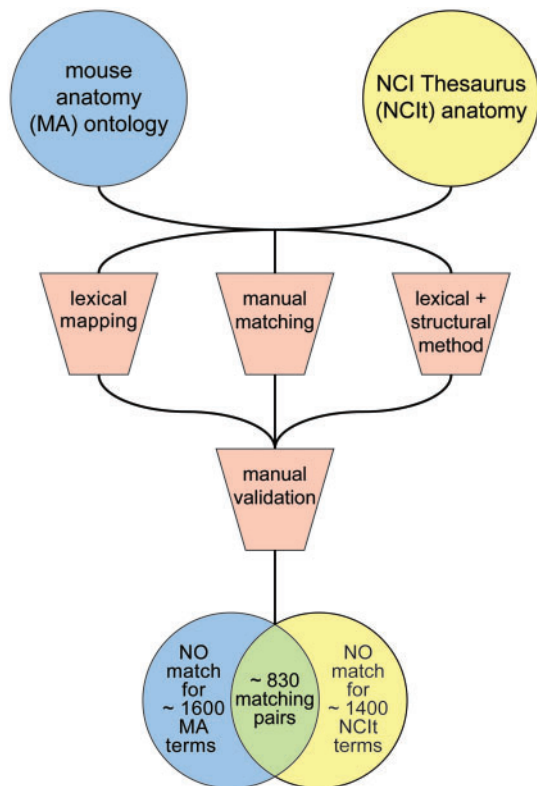 mouse
anatomy
(MA) ontology
NCI Thesaurus
(NCIt) anatomy
lexical
mapping
manual
matching
lexical +
structural
method
manual
validation
NO
match
for
~ 1600
MA
terms
~ 830
matching
pairs
NO
match
for
~ 1400
NCIt
terms